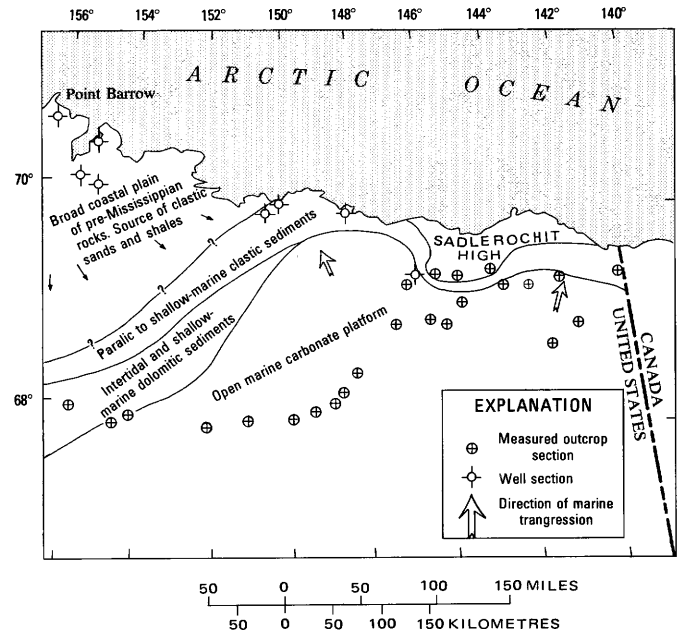 156° 154° 152° 150° 148° 146° 144° 142° 140°
ARCTIC OCEAN
Point Barrow
70°
Broad coastal plain
of pre-Mississippian
rocks. Source of clastic
sands and shales
SADLEROCHIT
HIGH
?
?
?
Paralic to shallow-marine clastic sediments
Intertidal and shallow-
marine dolomitic sediments
Open marine carbonate platform
68°
CANADA
UNITED STATES
EXPLANATION
Measured outcrop
section
Well section
Direction of marine
trangression
50 0 50 100 150 MILES
50 0 50 100 150 KILOMETRES